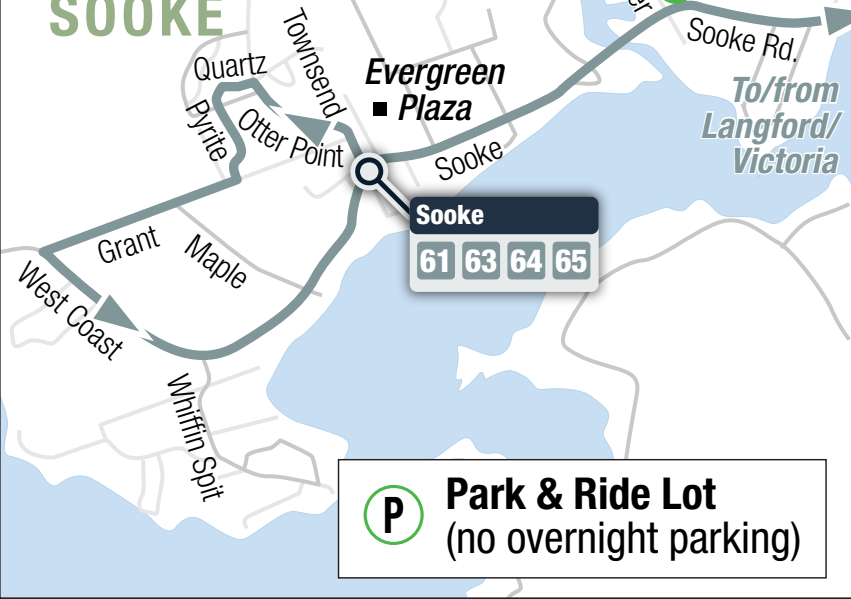 SOOKE
Sooke Rd.
Quartz
Townsend
Evergreen
Plaza
To/from
Langford/
Victoria
Pyrite
Otter Point
Sooke
Sooke
61 63 64 65
Grant
Maple
West Coast
Whiffin Spit
P
Park & Ride Lot
(no overnight parking)